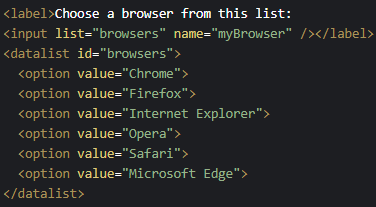 <label>Choose a browser from this list:
<input list="browsers" name="myBrowser" /></label>
<datalist id="browsers">
  <option value="Chrome">
  <option value="Firefox">
  <option value="Internet Explorer">
  <option value="Opera">
  <option value="Safari">
  <option value="Microsoft Edge">
</datalist>